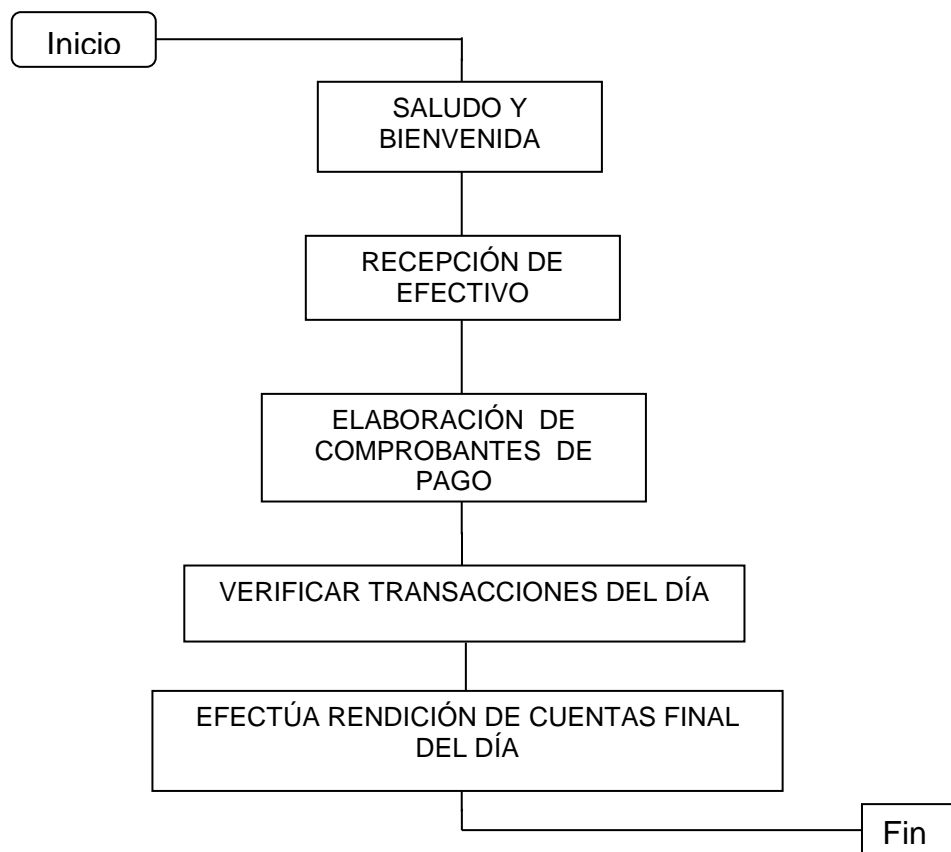 Inicio
SALUDO Y
BIENVENIDA
RECEPCIÓN DE
EFECTIVO
ELABORACIÓN DE
COMPROBANTES DE
PAGO
VERIFICAR TRANSACCIONES DEL DÍA
EFECTÚA RENDICIÓN DE CUENTAS FINAL
DEL DÍA
Fin